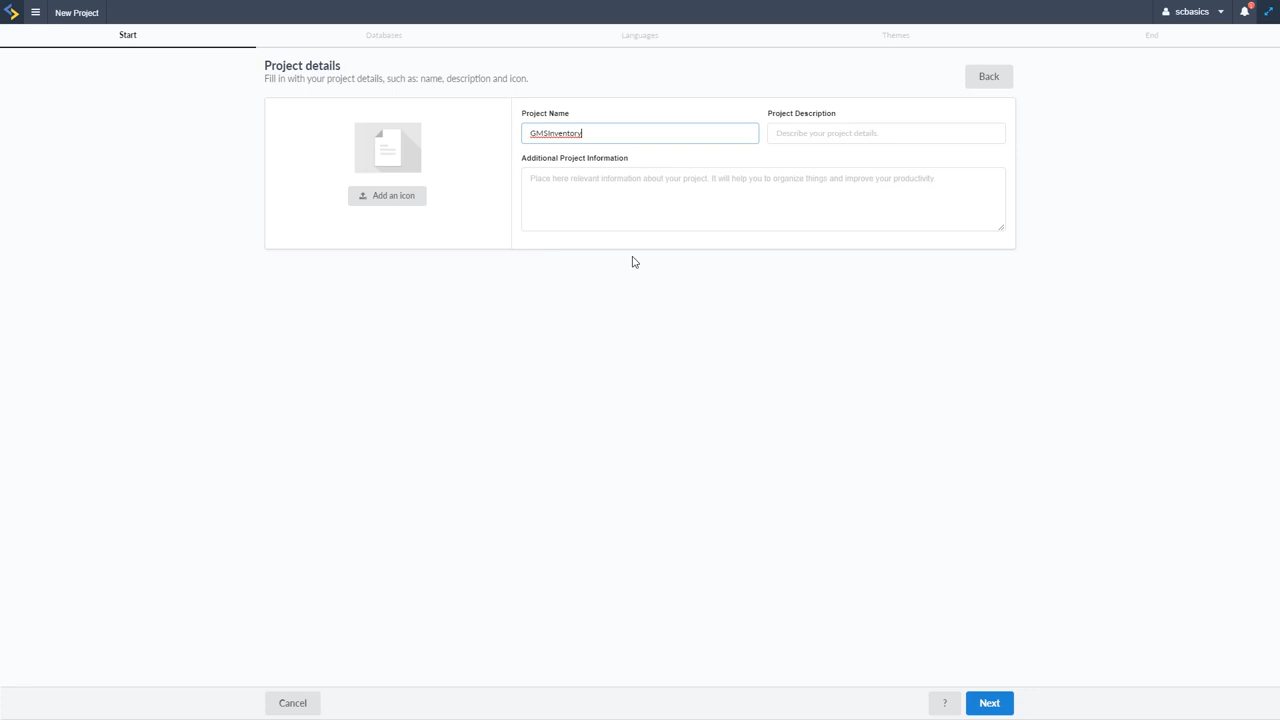 New Project
scbasics
Start
Databases
Languages
Themes
End
Project details
Fill in with your project details, such as: name, description and icon.
Back
Project Name
Project Description
GMSInventory
Describe your project details.
Additional Project Information
Place here relevant information about your project. It will help you to organize things and improve your productivity.
Add an icon
Cancel
?
Next